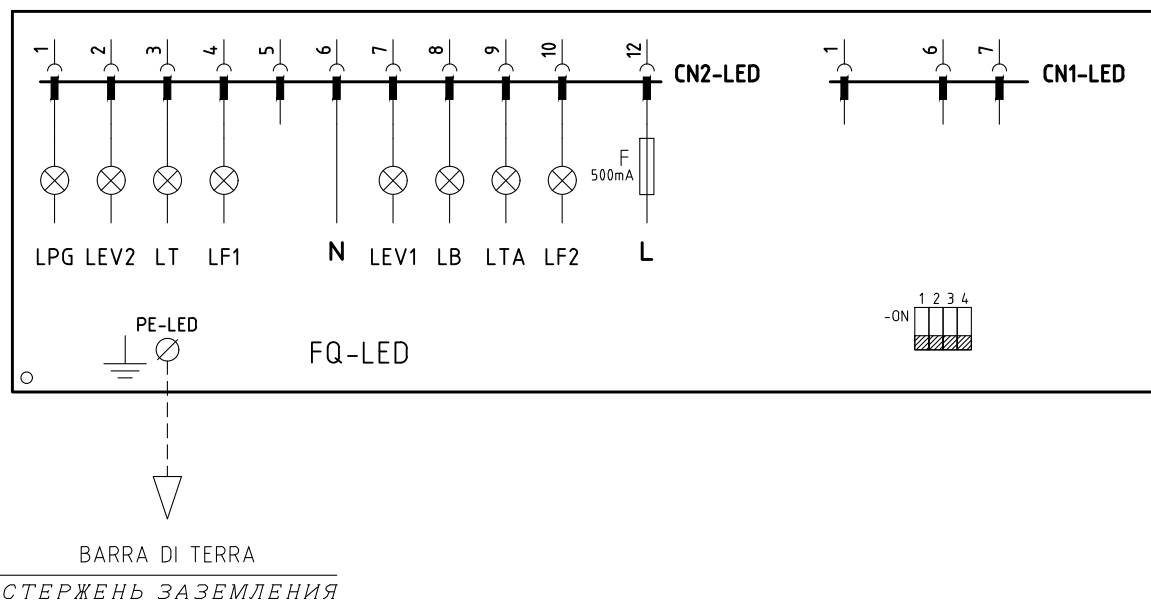 1 2 3 4 5 6 7 8 9 10 12 CN2-LED 1 6 7 CN1-LED
F
500mA
LPG LEV2 LT LF1 N LEV1 LB LTA LF2 L
1 2 3 4
-ON
PE-LED
FQ-LED
BARRA DI TERRA
СТЕРЖЕНЬ ЗАЗЕМЛЕНИЯ